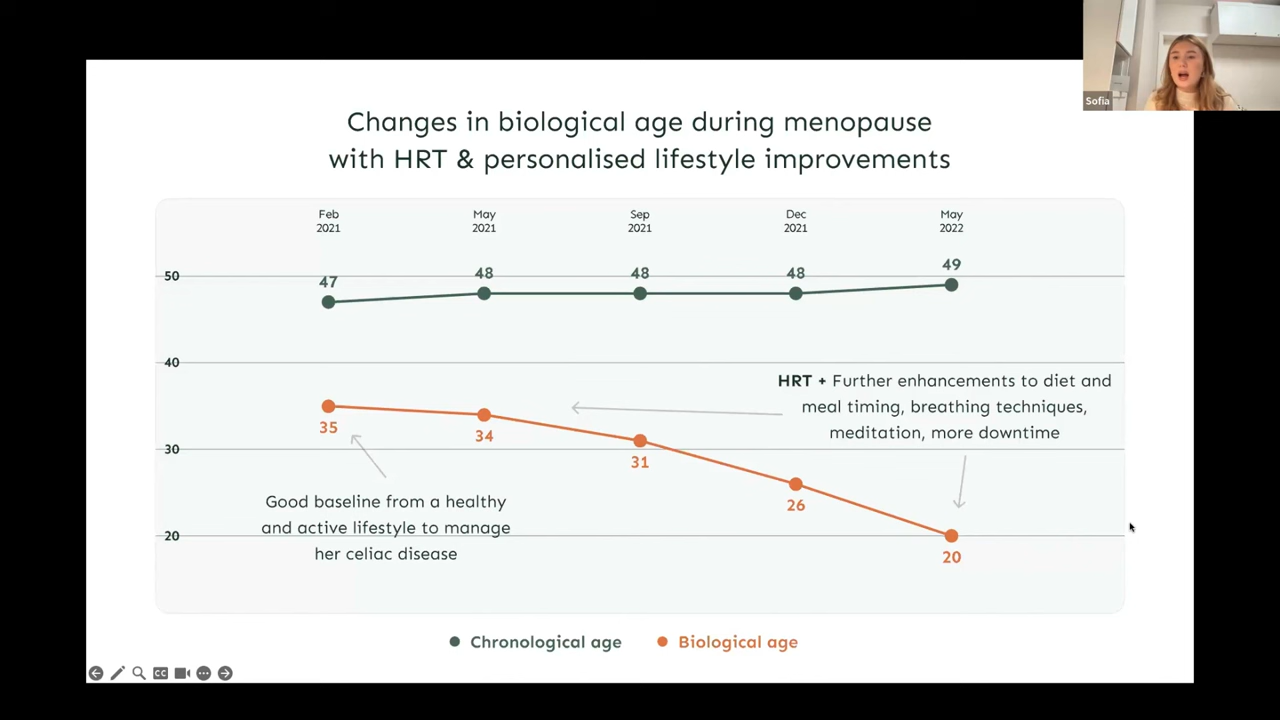 Sofia
Changes in biological age during menopause
with HRT & personalised lifestyle improvements
Feb
2021
May
2021
Sep
2021
Dec
2021
May
2022
50
47
48
48
48
49
40
HRT + Further enhancements to diet and
meal timing, breathing techniques,
meditation, more downtime
35
34
30
31
26
Good baseline from a healthy
and active lifestyle to manage
her celiac disease
20
20
Chronological age
Biological age
CC